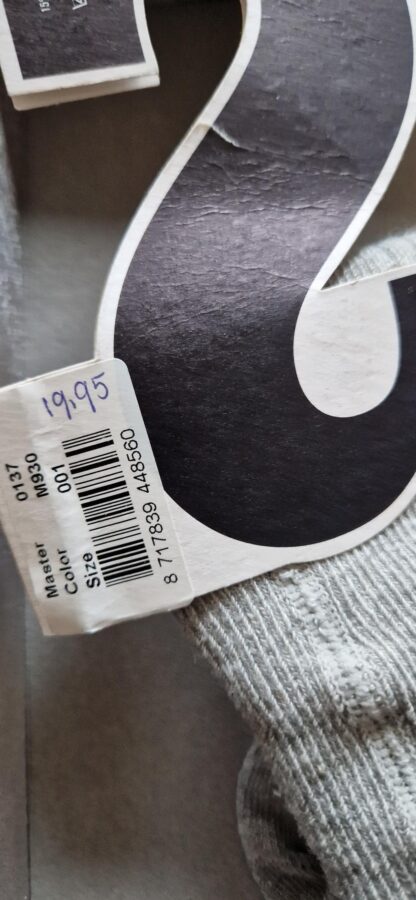 19,95
Master 0137
Color M930
Size 001
8 717839 448560